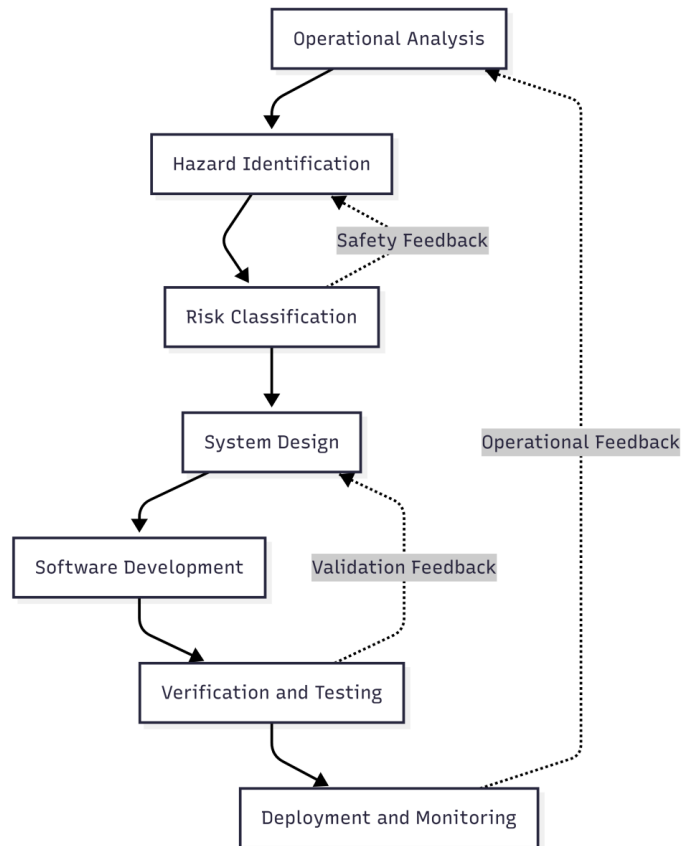 Operational Analysis
Hazard Identification
Safety Feedback
Risk Classification
System Design
Operational Feedback
Software Development
Validation Feedback
Verification and Testing
Deployment and Monitoring